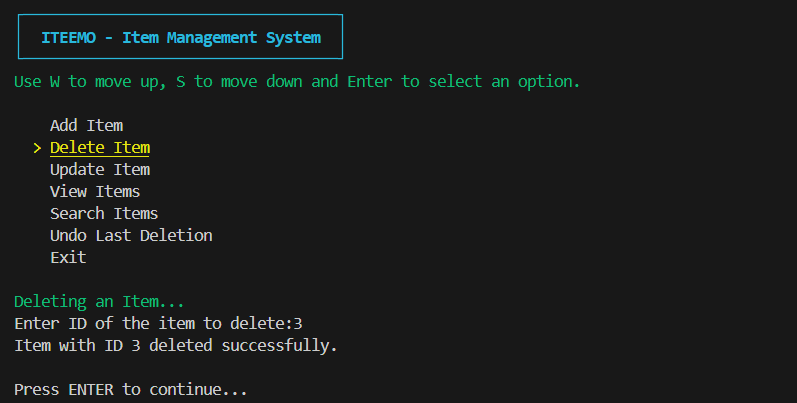 ITEEMO - Item Management System
Use W to move up, S to move down and Enter to select an option.
Add Item
> Delete Item
Update Item
View Items
Search Items
Undo Last Deletion
Exit
Deleting an Item...
Enter ID of the item to delete:3
Item with ID 3 deleted successfully.
Press ENTER to continue...